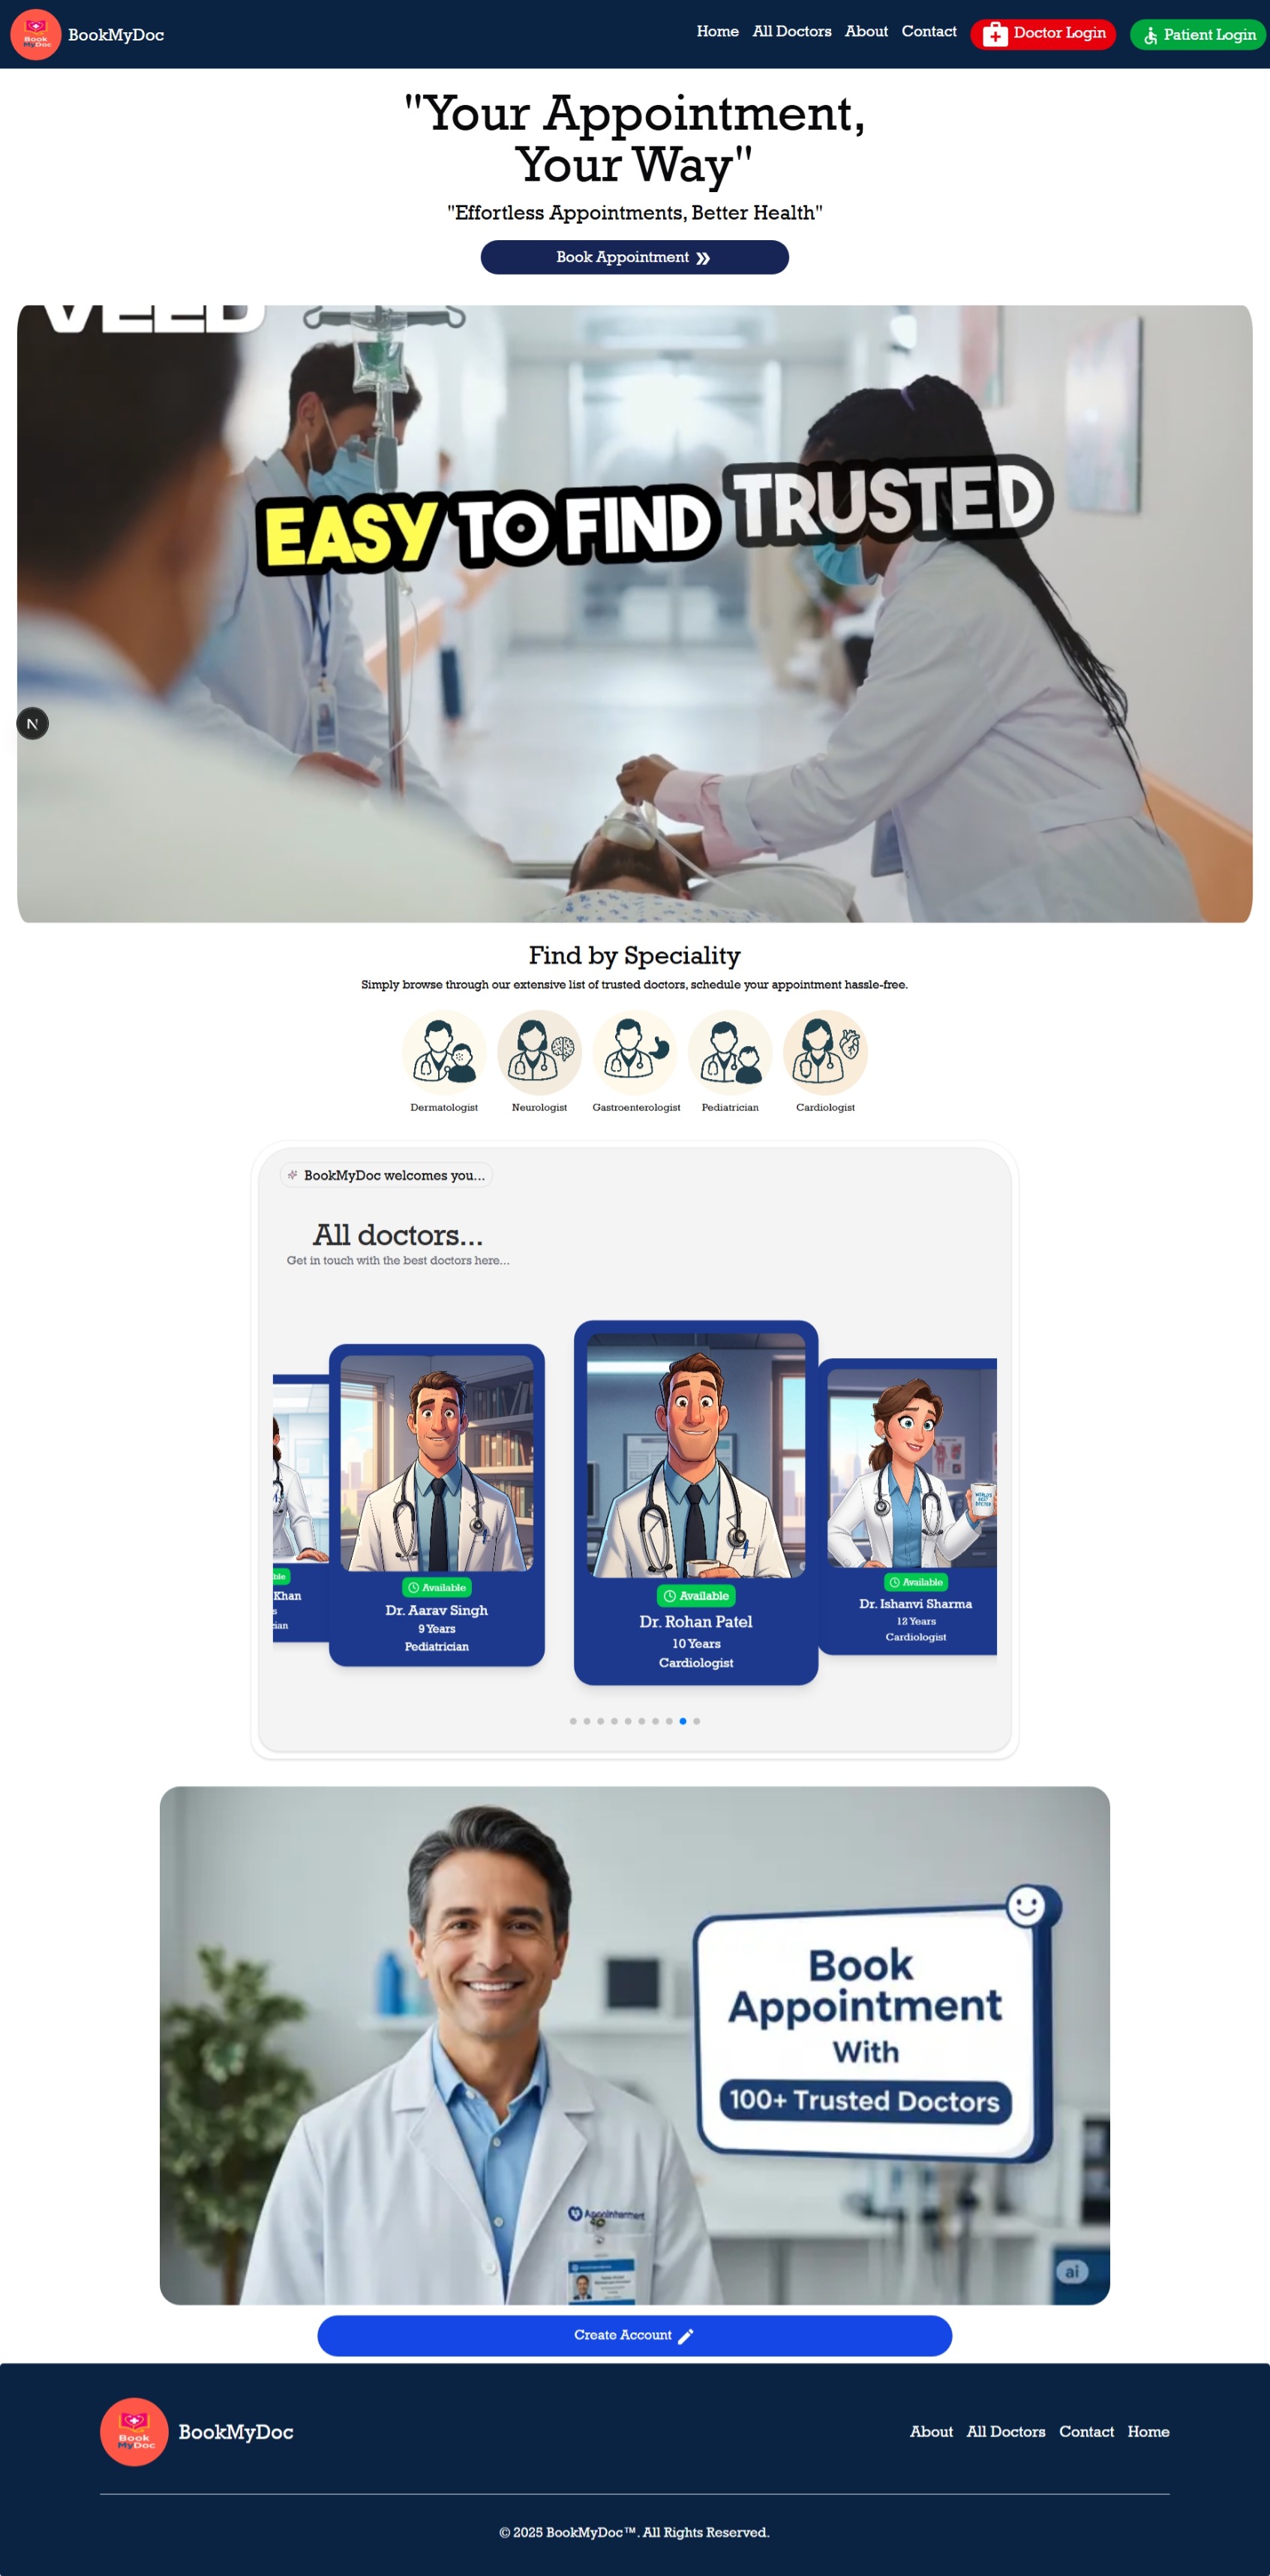 Book
MyDoc
BookMyDoc
Home All Doctors About Contact Doctor Login Patient Login
"Your Appointment,
Your Way"
"Effortless Appointments, Better Health"
Book Appointment
VEED
EASY TO FIND TRUSTED
N
Find by Speciality
Simply browse through our extensive list of trusted doctors, schedule your appointment hassle-free.
Dermatologist Neurologist Gastroenterologist Pediatrician Cardiologist
BookMyDoc welcomes you...
All doctors...
Get in touch with the best doctors here...
WORLD'S
BEST
DOCTOR
ble
Khan
s
ian
Available
Dr. Aarav Singh
9 Years
Pediatrician
Available
Dr. Rohan Patel
10 Years
Cardiologist
Available
Dr. Ishanvi Sharma
12 Years
Cardiologist
Book
Appointment
With
100+ Trusted Doctors
ai
Create Account
Book
MyDoc
BookMyDoc
About All Doctors Contact Home
© 2025 BookMyDoc™. All Rights Reserved.